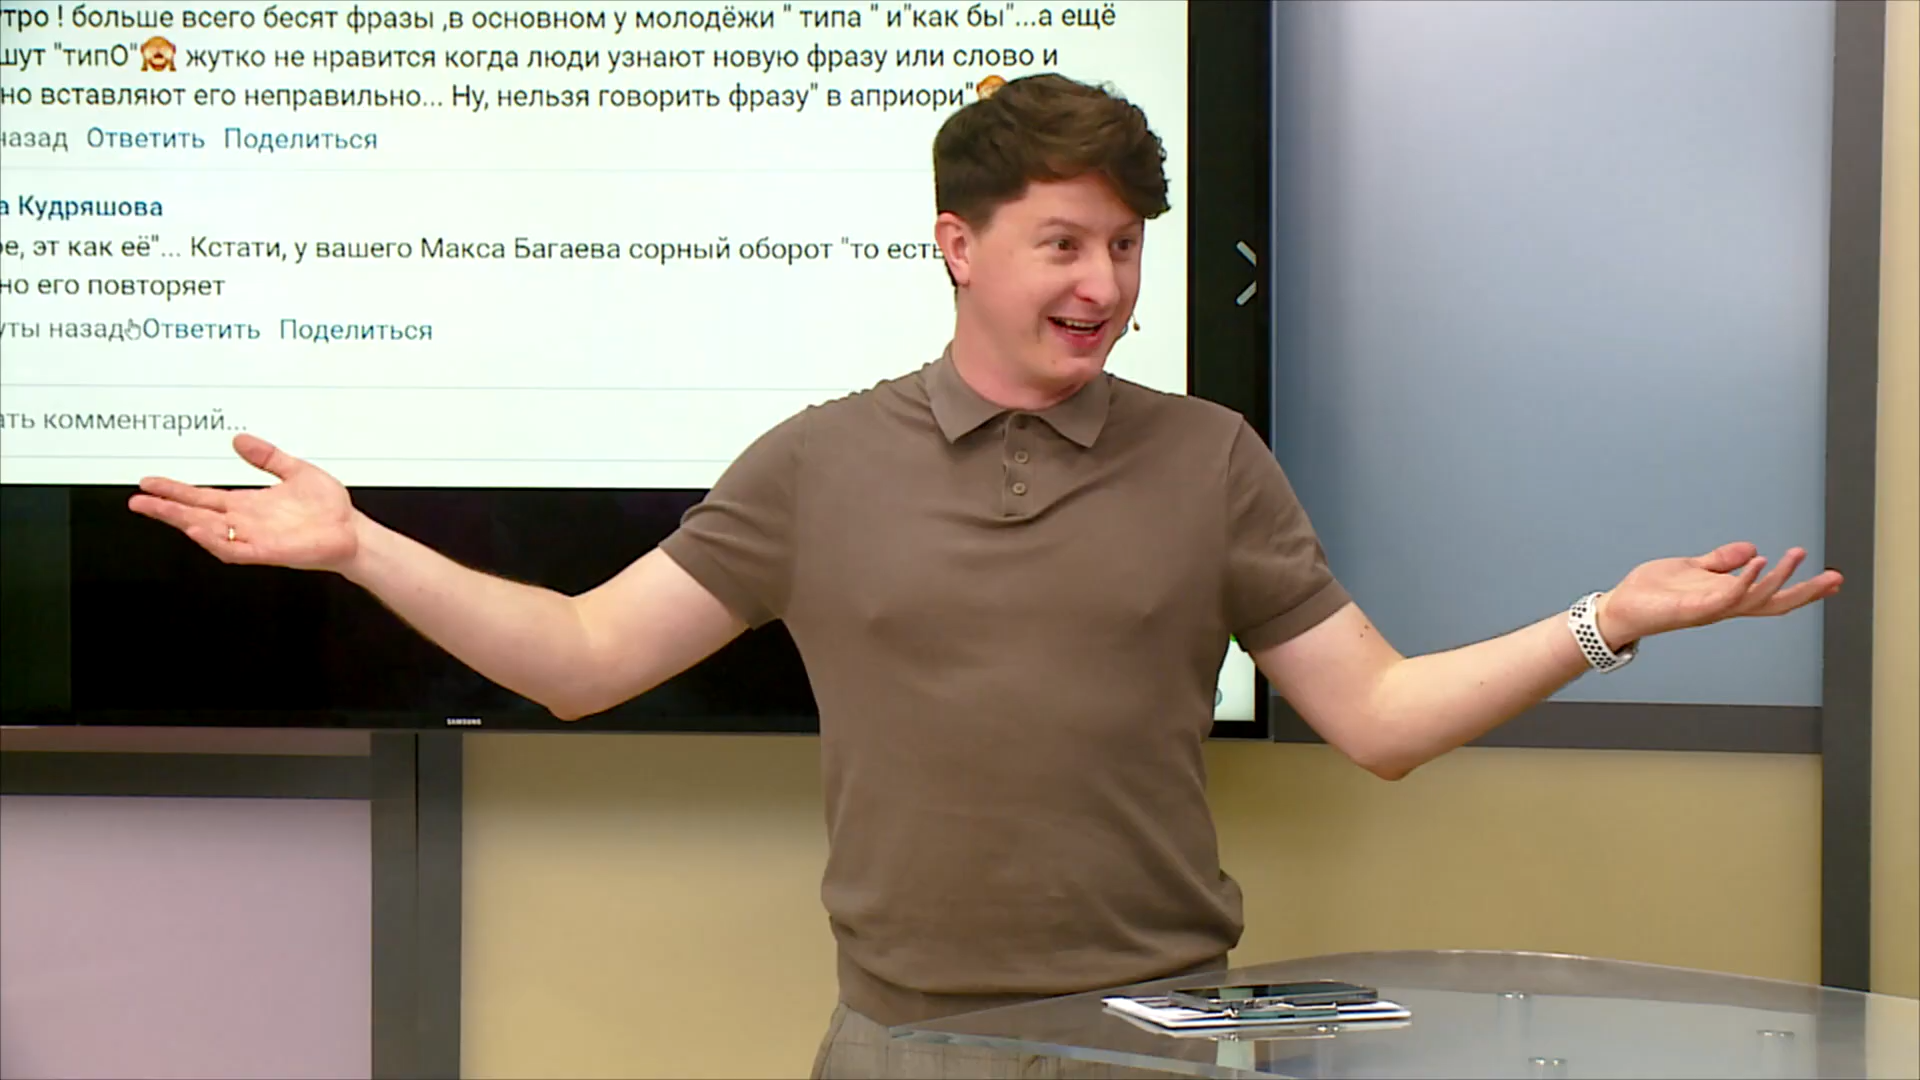 тро ! больше всего бесят фразы ,в основном у молодёжи " типа " и"как бы"...а ещё
шут "типО" жутко не нравится когда люди узнают новую фразу или слово и
но вставляют его неправильно... Ну, нельзя говорить фразу" в априори"
назад Ответить Поделиться
а Кудряшова
ре, эт как её"... Кстати, у вашего Макса Багаева сорный оборот "то есть
но его повторяет
уты назад Ответить Поделиться
ать комментарий...
SAMSUNG